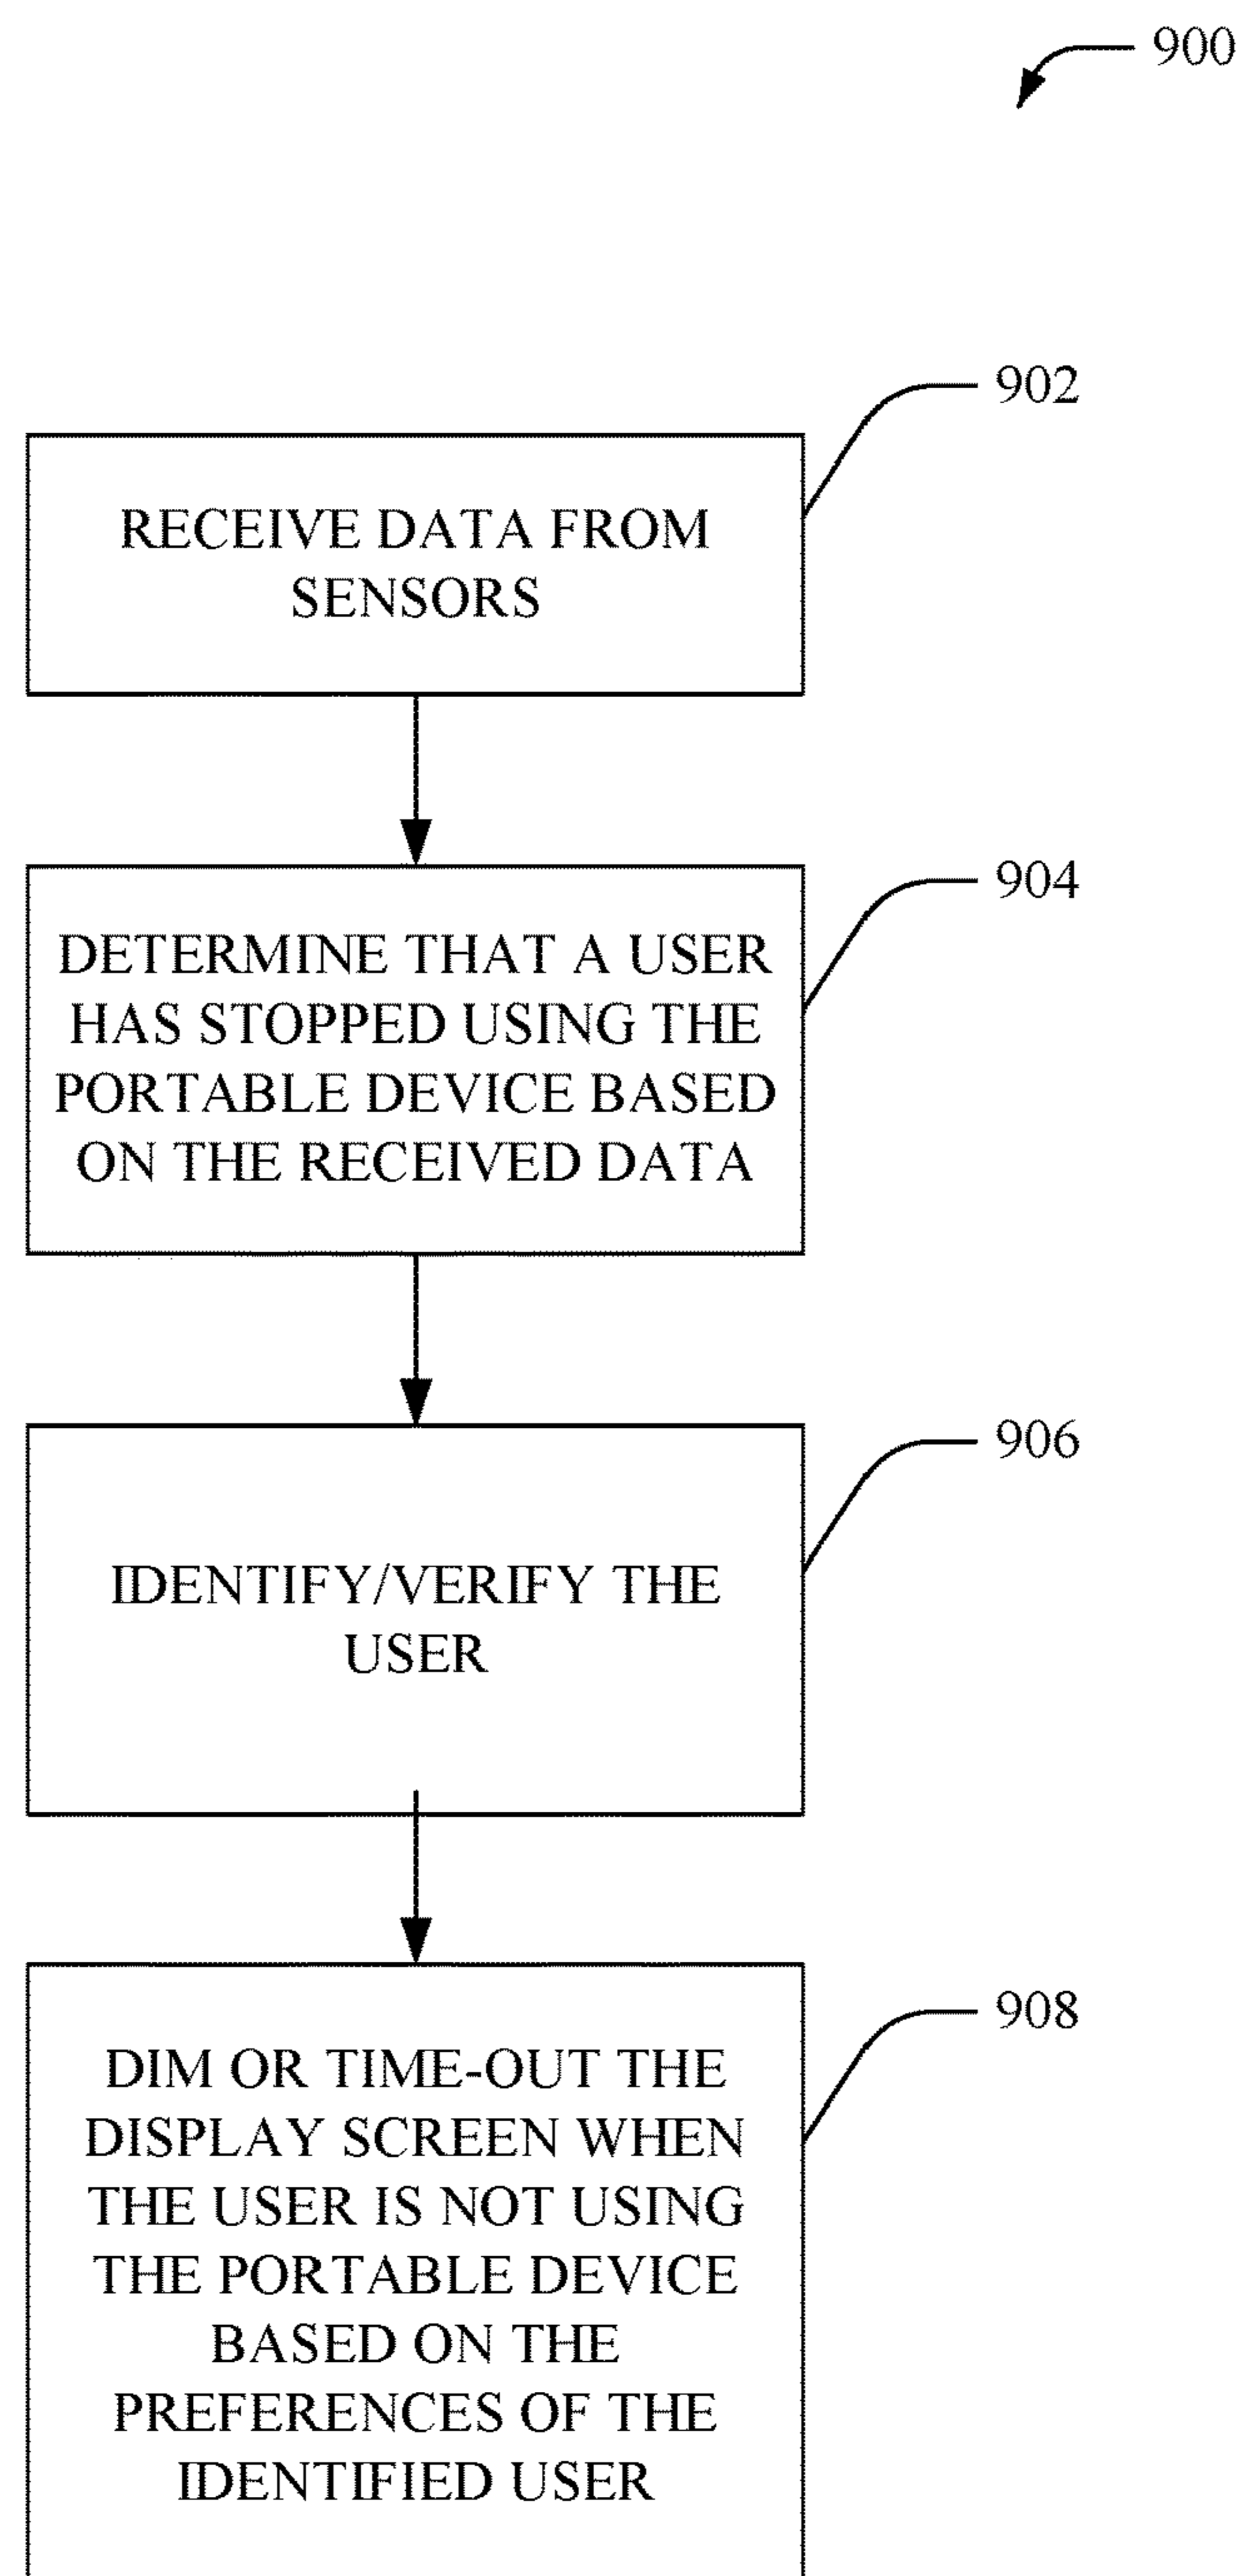 900
902
RECEIVE DATA FROM
SENSORS
904
DETERMINE THAT A USER
HAS STOPPED USING THE
PORTABLE DEVICE BASED
ON THE RECEIVED DATA
906
IDENTIFY/VERIFY THE
USER
908
DIM OR TIME-OUT THE
DISPLAY SCREEN WHEN
THE USER IS NOT USING
THE PORTABLE DEVICE
BASED ON THE
PREFERENCES OF THE
IDENTIFIED USER